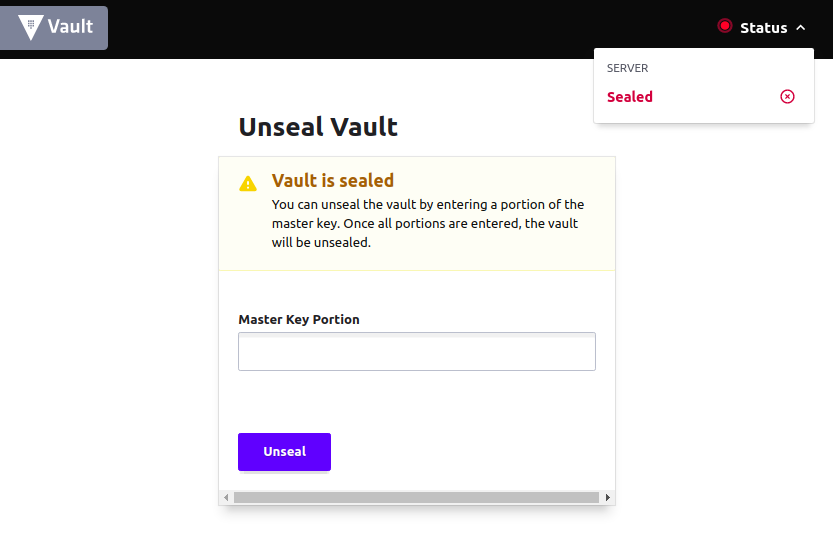 Vault
Status
SERVER
Sealed
Unseal Vault
Vault is sealed
You can unseal the vault by entering a portion of the
master key. Once all portions are entered, the vault
will be unsealed.
Master Key Portion
Unseal